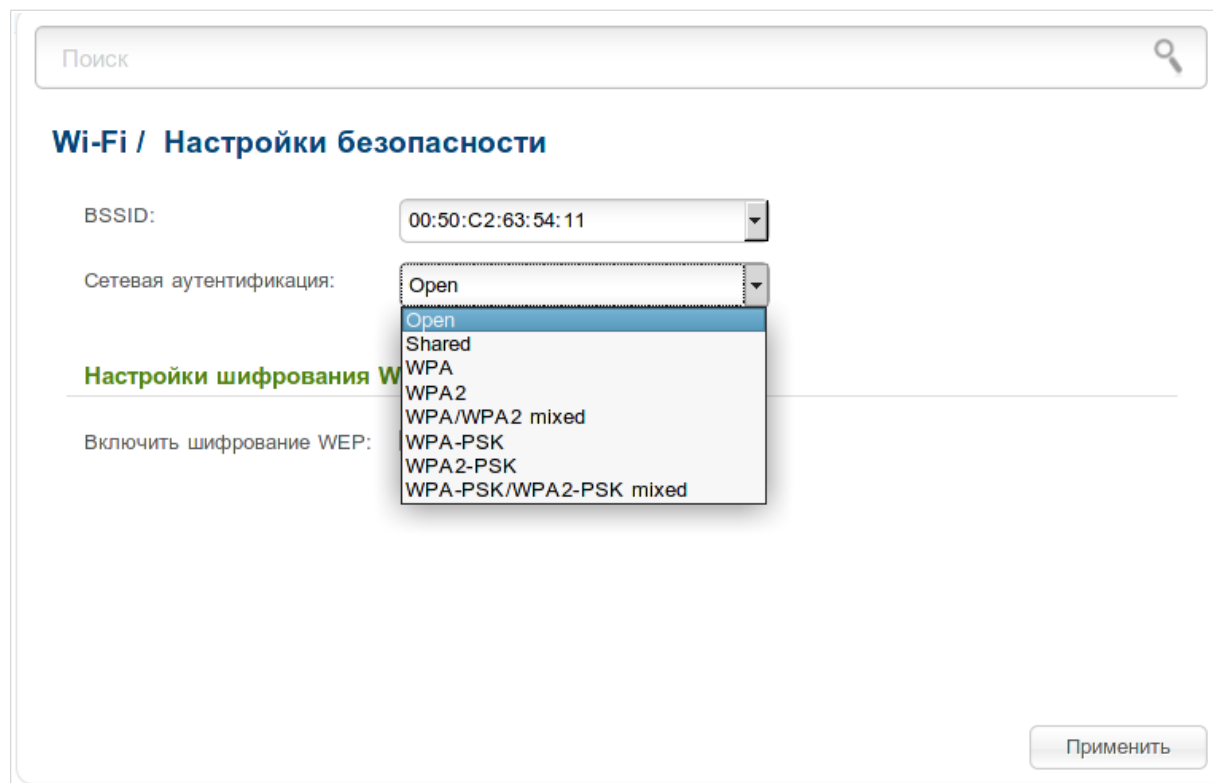 Поиск
Wi-Fi / Настройки безопасности
BSSID: 00:50:C2:63:54:11
Сетевая аутентификация: Open
Open
Shared
WPA
WPA2
WPA/WPA2 mixed
WPA-PSK
WPA2-PSK
WPA-PSK/WPA2-PSK mixed
Настройки шифрования
Включить шифрование WEP:
Применить